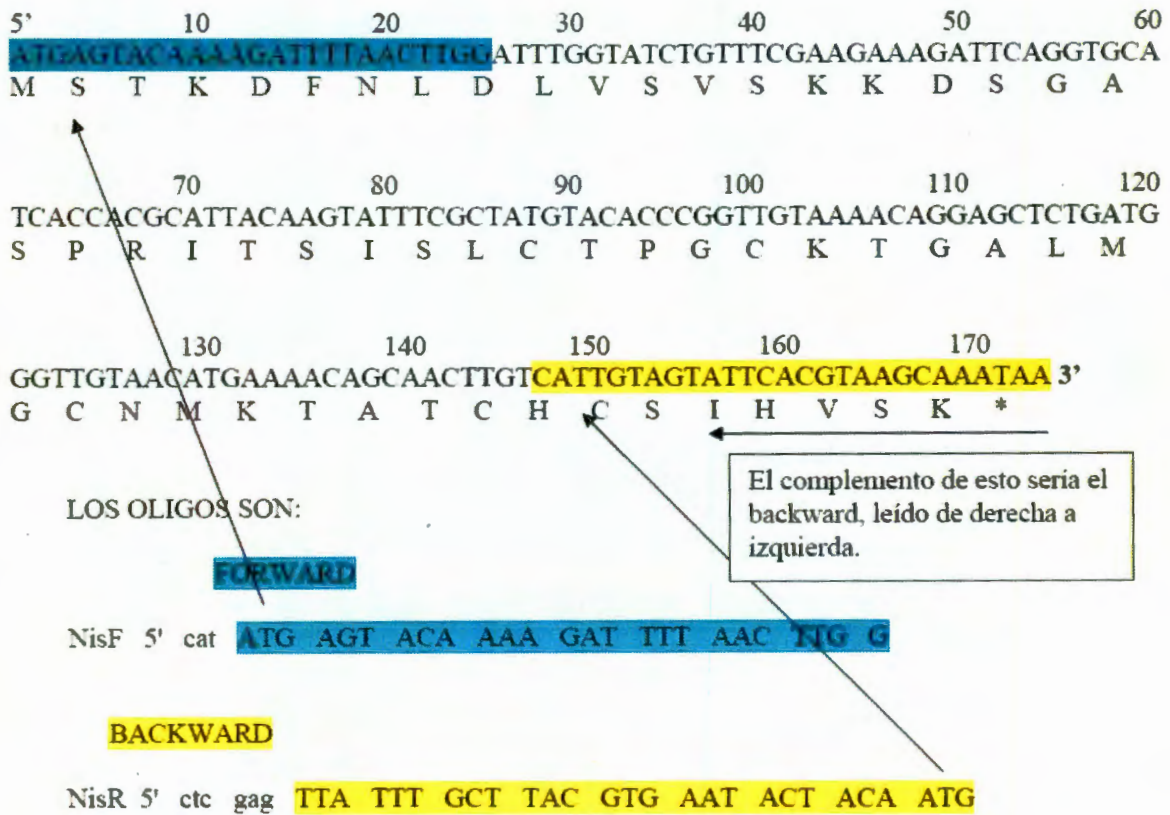 5’ 10 20 30 40 50 60
ATGAGTACAAAAGATTTTAACTTGGATTTGGTATCTGTTTCGAAGAAAGATTCAGGTGCA
M S T K D F N L D L V S V S K K D S G A
70 80 90 100 110 120
TCACCACGCATTACAAGTATTTCGCTATGTACACCCGGTTGTAAAACAGGAGCTCTGATG
S P R I T S I S L C T P G C K T G A L M
130 140 150 160 170
GGTTGTAACATGAAAACAGCAACTTGTCATTGTAGTATTCACGTAAGCAAATAA 3’
G C N M K T A T C H C S I H V S K *
El complemento de esto sería el
backward, leído de derecha a
izquierda.
LOS OLIGOS SON:
FORWARD
NisF 5' cat ATG AGT ACA AAA GAT TTT AAC TTG G
BACKWARD
NisR 5' ctc gag TTA TTT GCT TAC GTG AAT ACT ACA ATG